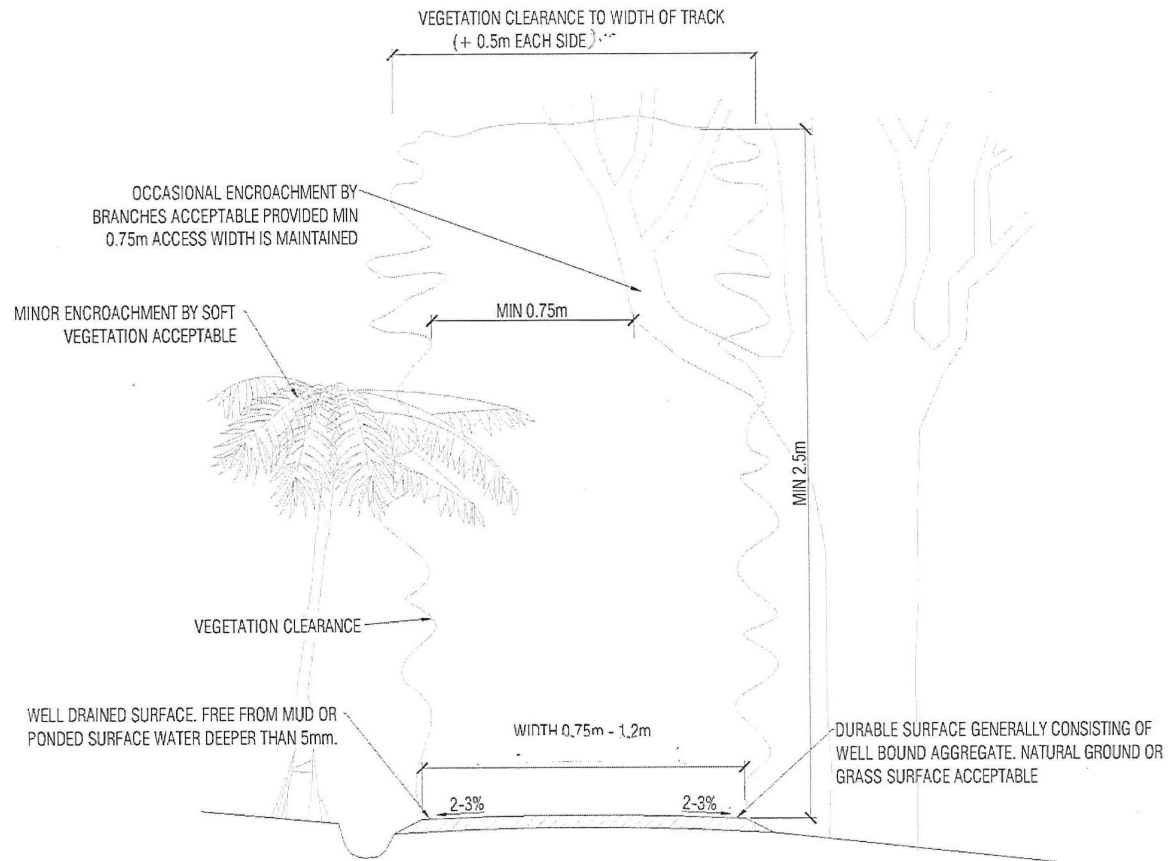 VEGETATION CLEARANCE TO WIDTH OF TRACK
(+ 0.5m EACH SIDE)
OCCASIONAL ENCROACHMENT BY
BRANCHES ACCEPTABLE PROVIDED MIN
0.75m ACCESS WIDTH IS MAINTAINED
MINOR ENCROACHMENT BY SOFT
VEGETATION ACCEPTABLE
MIN 0.75m
MIN 2.5m
VEGETATION CLEARANCE
WELL DRAINED SURFACE. FREE FROM MUD OR
PONDED SURFACE WATER DEEPER THAN 5mm.
WIDTH 0.75m - 1.2m
DURABLE SURFACE GENERALLY CONSISTING OF
WELL BOUND AGGREGATE. NATURAL GROUND OR
GRASS SURFACE ACCEPTABLE
2-3%
2-3%